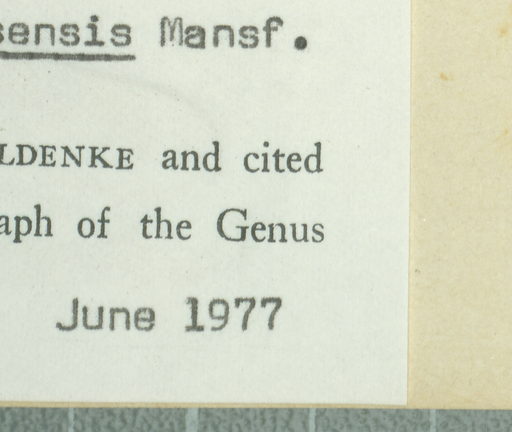 sensis Mansf.
LDENKE and cited
aph of the Genus
June 1977